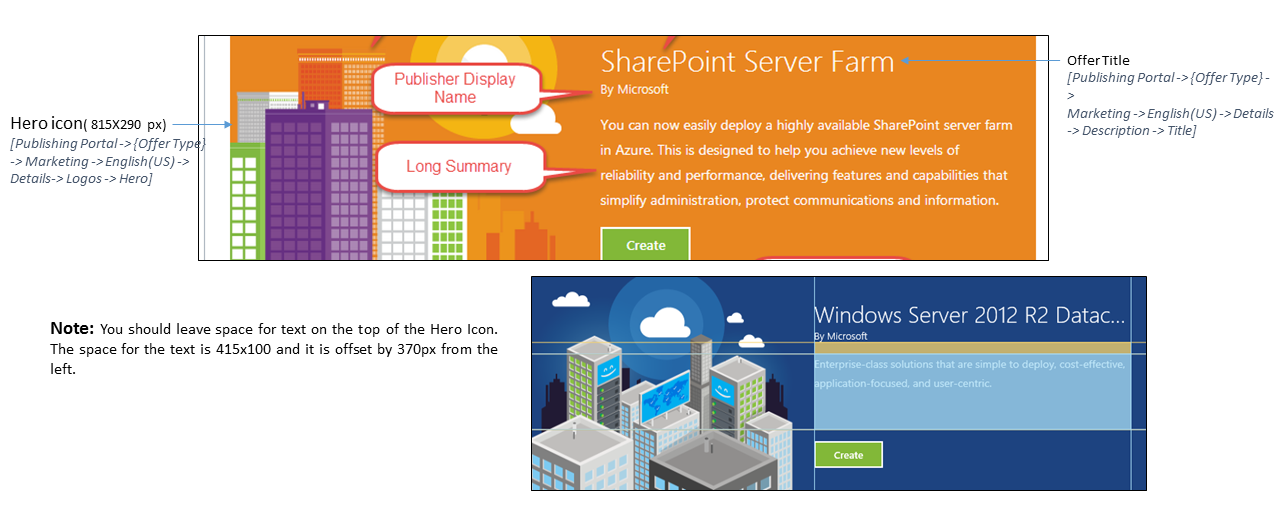 SharePoint Server Farm
By Microsoft
Publisher Display
Name
You can now easily deploy a highly available SharePoint server farm
in Azure. This is designed to help you achieve new levels of
reliability and performance, delivering features and capabilities that
simplify administration, protect communications and information.
Long Summary
Create
Offer Title
[Publishing Portal -> {Offer Type} -
>
Marketing -> English(US) -> Details
-> Description -> Title]
Hero icon( 815X290 px)
[Publishing Portal -> {Offer Type}
-> Marketing -> English(US) ->
Details-> Logos -> Hero]
Note: You should leave space for text on the top of the Hero Icon.
The space for the text is 415x100 and it is offset by 370px from the
left.
Windows Server 2012 R2 Datac...
By Microsoft
Enterprise-class solutions that are simple to deploy, cost-effective,
application-focused, and user-centric.
Create